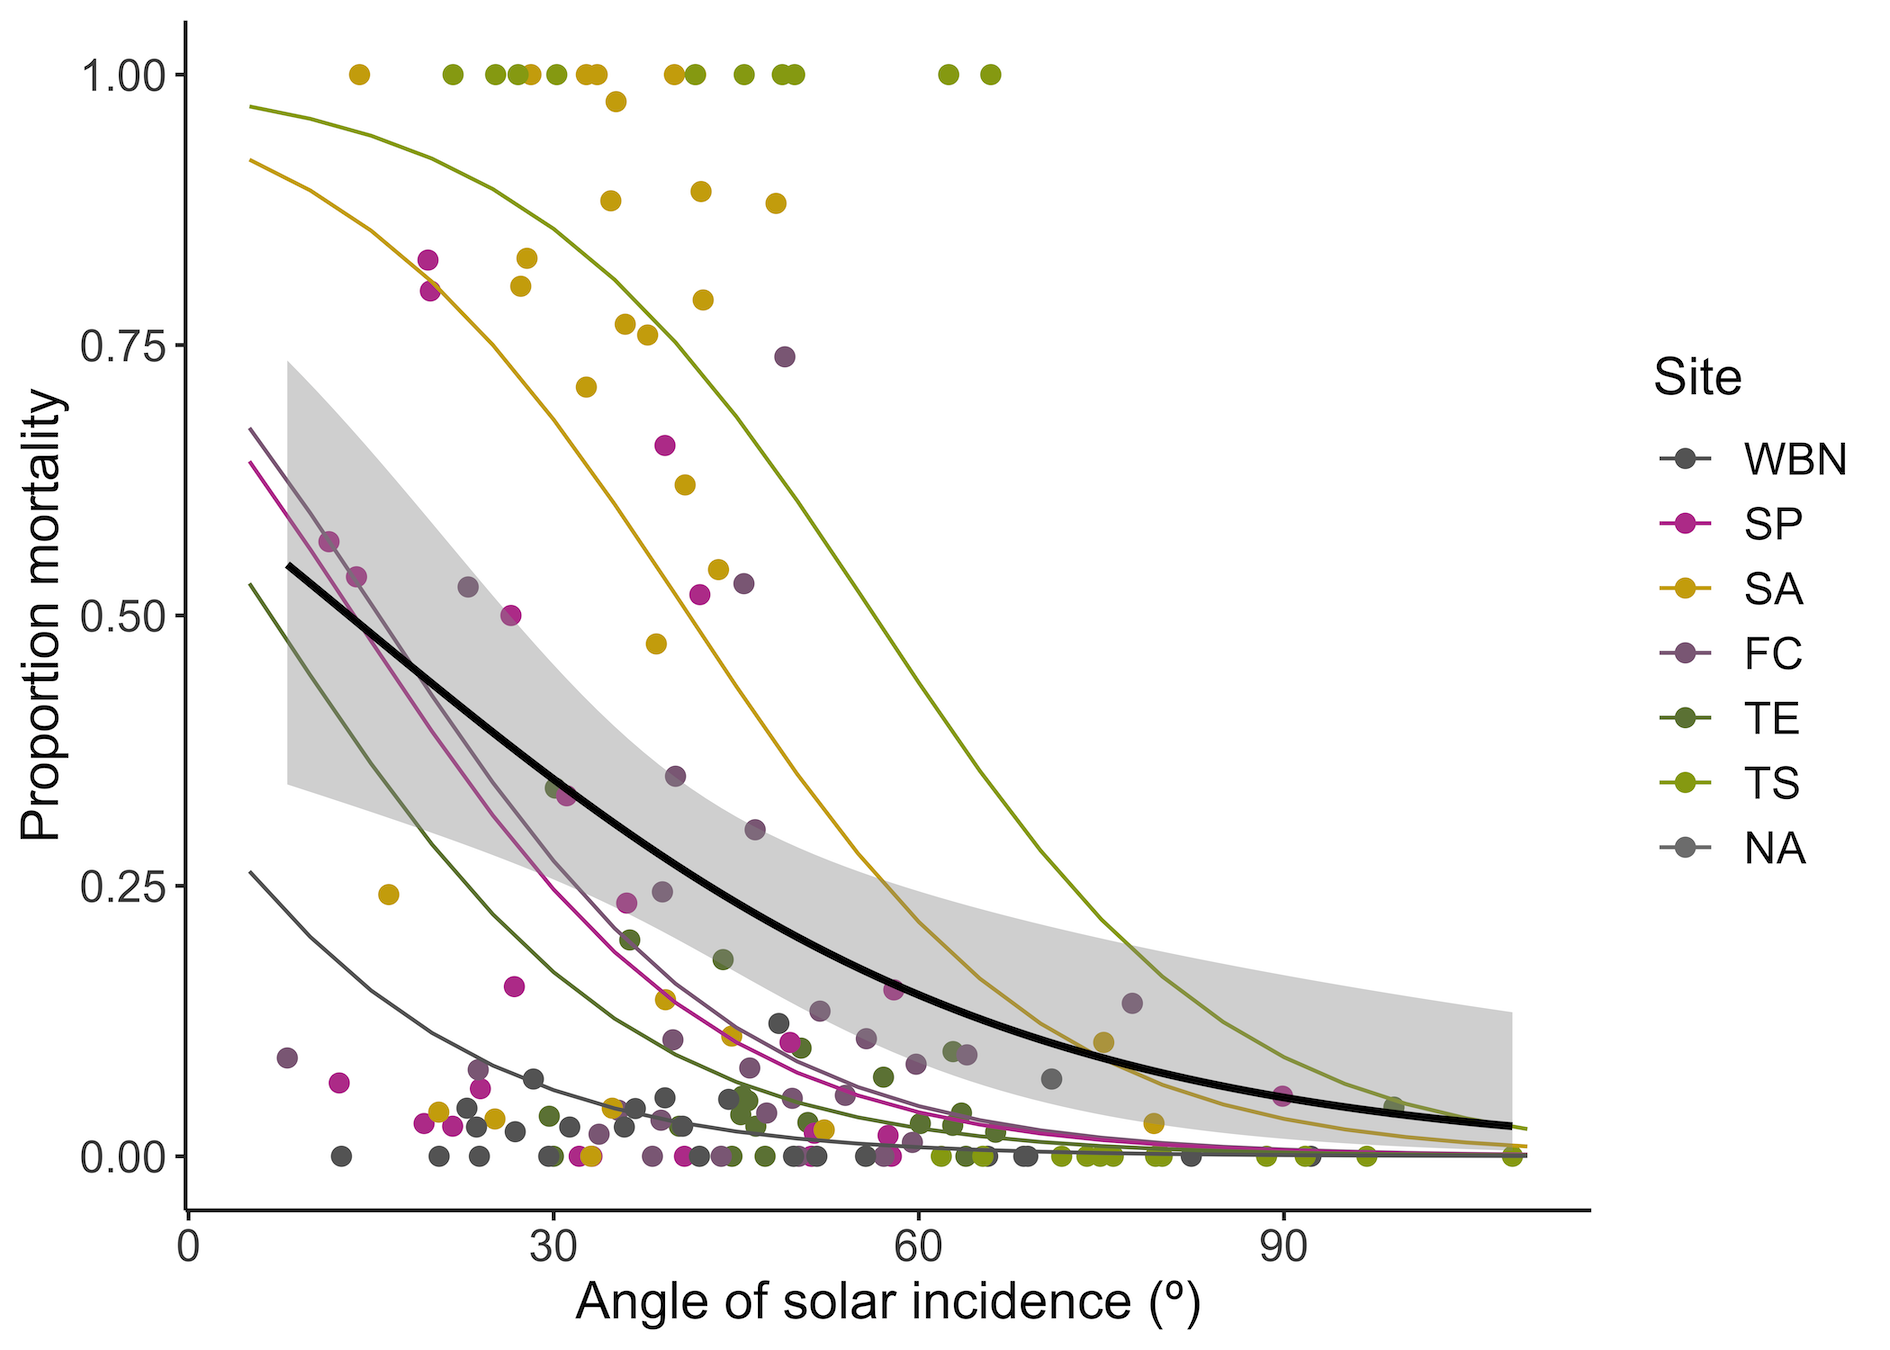 Proportion mortality
1.00
0.75
0.50
0.25
0.00
0
30
60
90
Angle of solar incidence (º)
Site
WBN
SP
SA
FC
TE
TS
NA